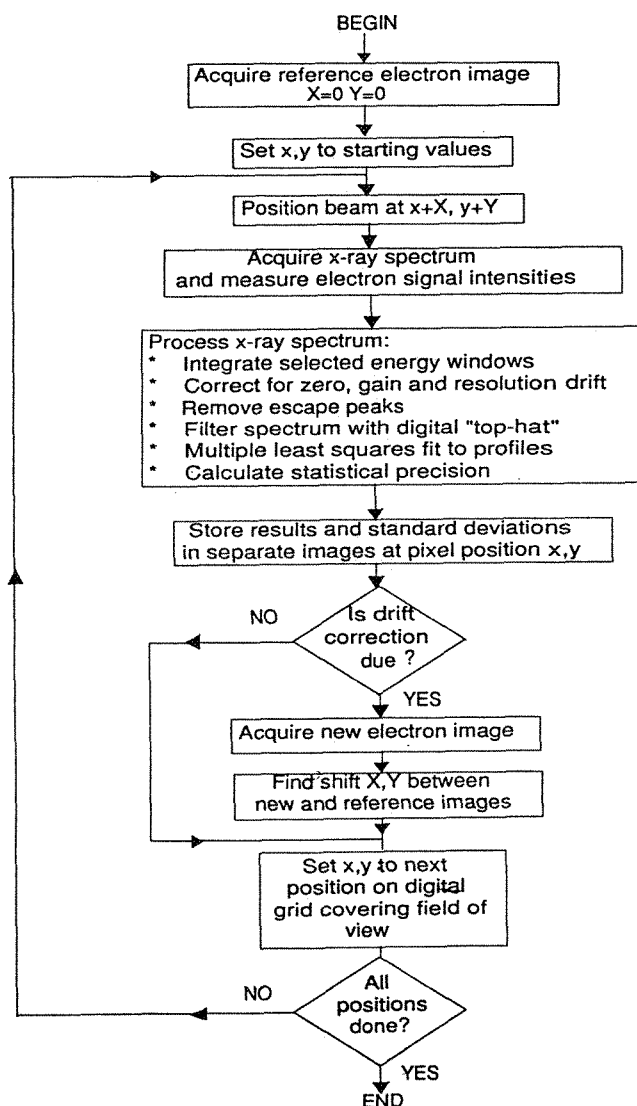 BEGIN
Acquire reference electron image
X=0 Y=0
Set x,y to starting values
Position beam at x+X, y+Y
Acquire x-ray spectrum
and measure electron signal intensities
Process x-ray spectrum:
* Integrate selected energy windows
* Correct for zero, gain and resolution drift
* Remove escape peaks
* Filter spectrum with digital "top-hat"
* Multiple least squares fit to profiles
* Calculate statistical precision
Store results and standard deviations
in separate images at pixel position x,y
NO
Is drift
correction
due ?
YES
Acquire new electron image
Find shift X,Y between
new and reference images
Set x,y to next
position on digital
grid covering field of
view
NO
All
positions
done?
YES
END